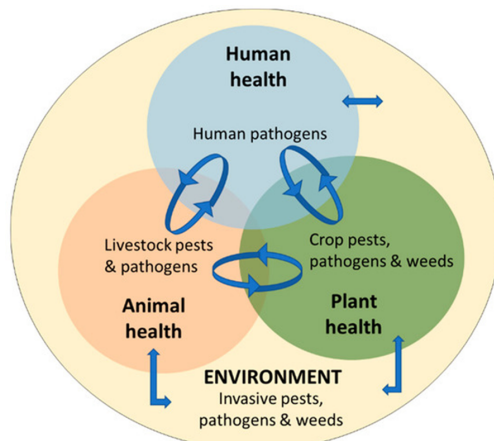 Human
health
Human pathogens
Livestock pests
& pathogens
Animal
health
Crop pests,
pathogens & weeds
Plant
health
ENVIRONMENT
Invasive pests,
pathogens & weeds